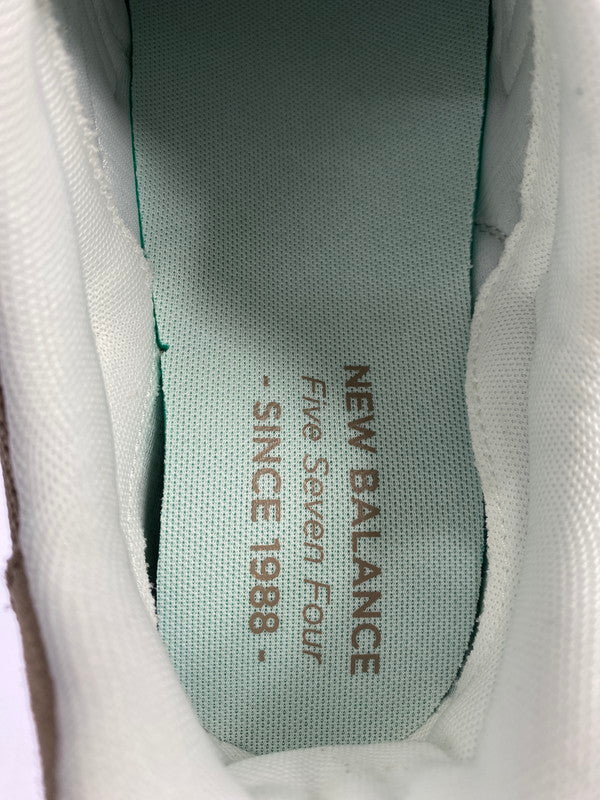 NEW BALANCE
Five Seven Four
- SINCE 1988 -